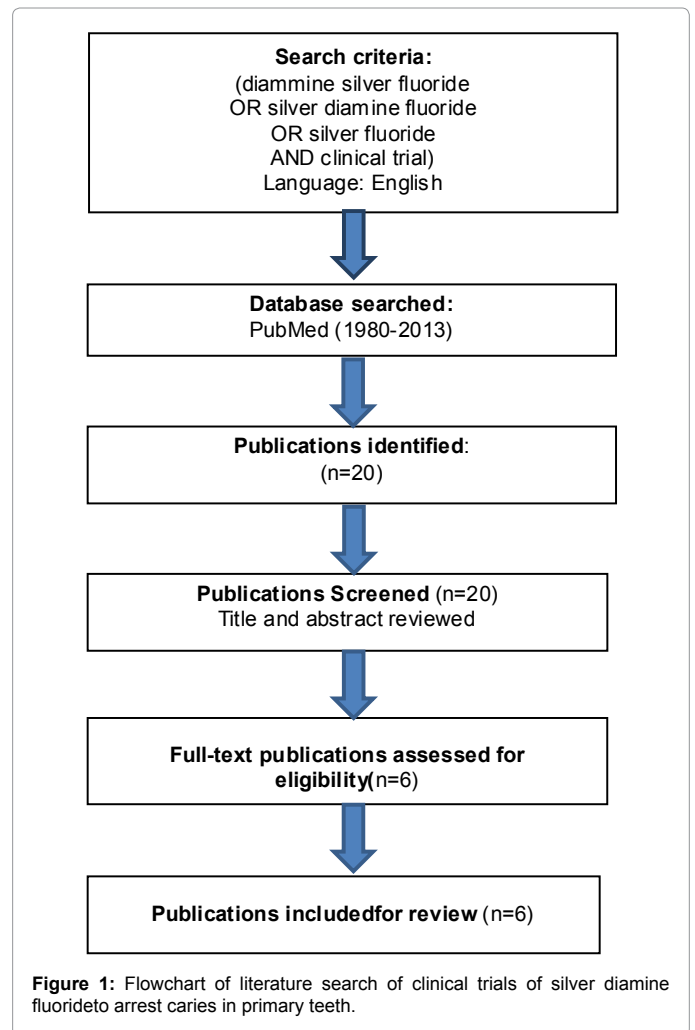 Search criteria:
(diammine silver fluoride
OR silver diamine fluoride
OR silver fluoride
AND clinical trial)
Language: English
Database searched:
PubMed (1980-2013)
Publications identified:
(n=20)
Publications Screened (n=20)
Title and abstract reviewed
Full-text publications assessed for
eligibility(n=6)
Publications includedfor review (n=6)
Figure 1: Flowchart of literature search of clinical trials of silver diamine
fluorideto arrest caries in primary teeth.